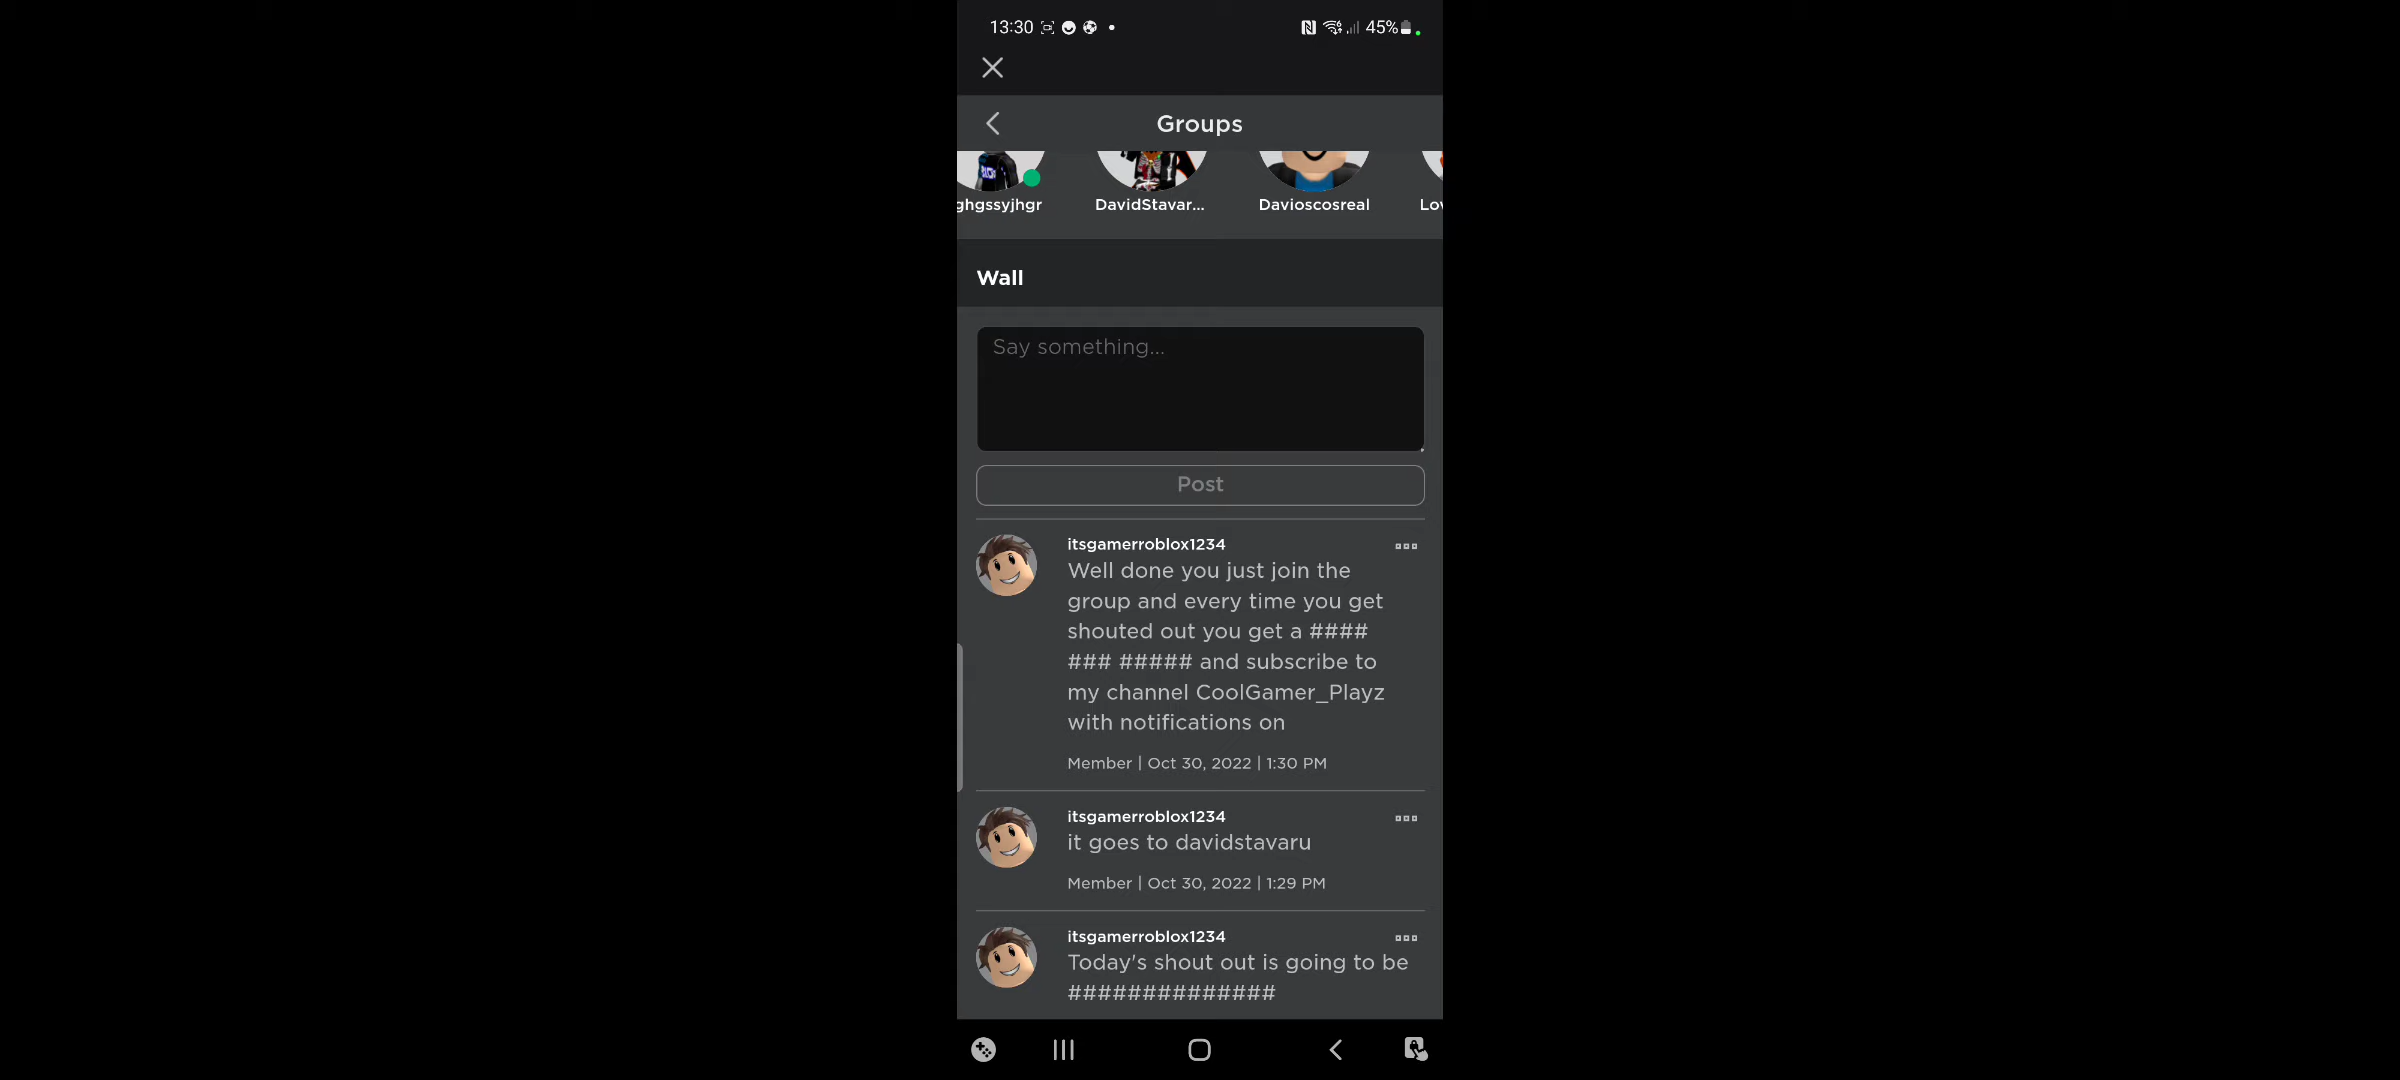 13:30 45%
Groups
ghgssyjhgr DavidStavar... Davioscosreal Lov
Wall
Say something...
Post
itsgamerroblox1234
Well done you just join the
group and every time you get
shouted out you get a ####
### ##### and subscribe to
my channel CoolGamer_Playz
with notifications on
Member | Oct 30, 2022 | 1:30 PM
itsgamerroblox1234
it goes to davidstavaru
Member | Oct 30, 2022 | 1:29 PM
itsgamerroblox1234
Today's shout out is going to be
##############